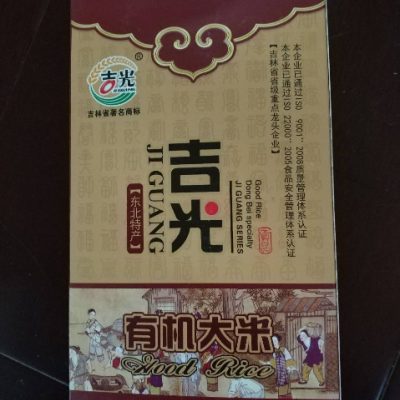 吉光
®
JI GUANG
吉林省著名商标
本企业已通过ISO 9001:2008质量管理体系认证
本企业已通过ISO 22000:2005食品安全管理体系认证
【吉林省省级重点龙头企业】
吉光
JI GUANG
【东北特产】
Good Rice
Dong Bei specialty
JI GUANG SERIES
有机大米
Hood Rice